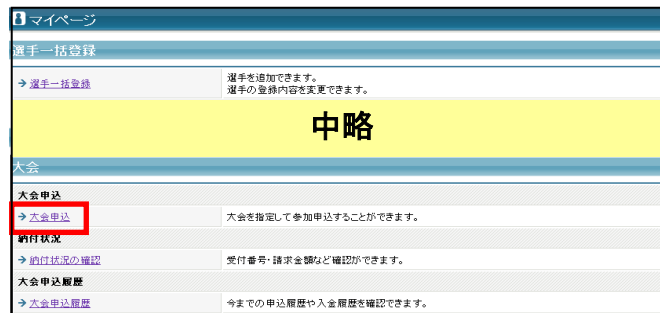 マイページ
選手一括登録
→ 選手一括登録
選手を追加できます。
選手の登録内容を変更できます。
中略
大会
大会申込
→ 大会申込
大会を指定して参加申込することができます。
納付状況
→ 納付状況の確認
受付番号・請求金額など確認ができます。
大会申込履歴
→ 大会申込履歴
今までの申込履歴や入金履歴を確認できます。